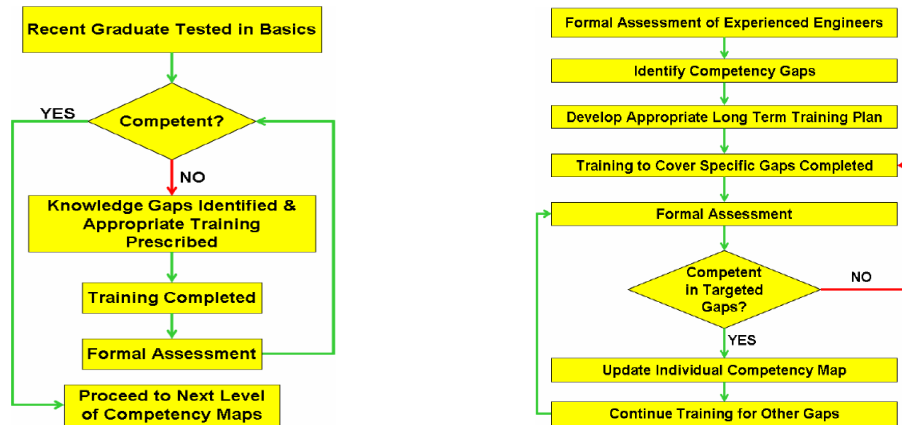 Recent Graduate Tested in Basics
YES
Competent?
NO
Knowledge Gaps Identified &
Appropriate Training
Prescribed
Training Completed
Formal Assessment
Proceed to Next Level
of Competency Maps
Formal Assessment of Experienced Engineers
Identify Competency Gaps
Develop Appropriate Long Term Training Plan
Training to Cover Specific Gaps Completed
Formal Assessment
Competent
in Targeted
Gaps?
NO
YES
Update Individual Competency Map
Continue Training for Other Gaps